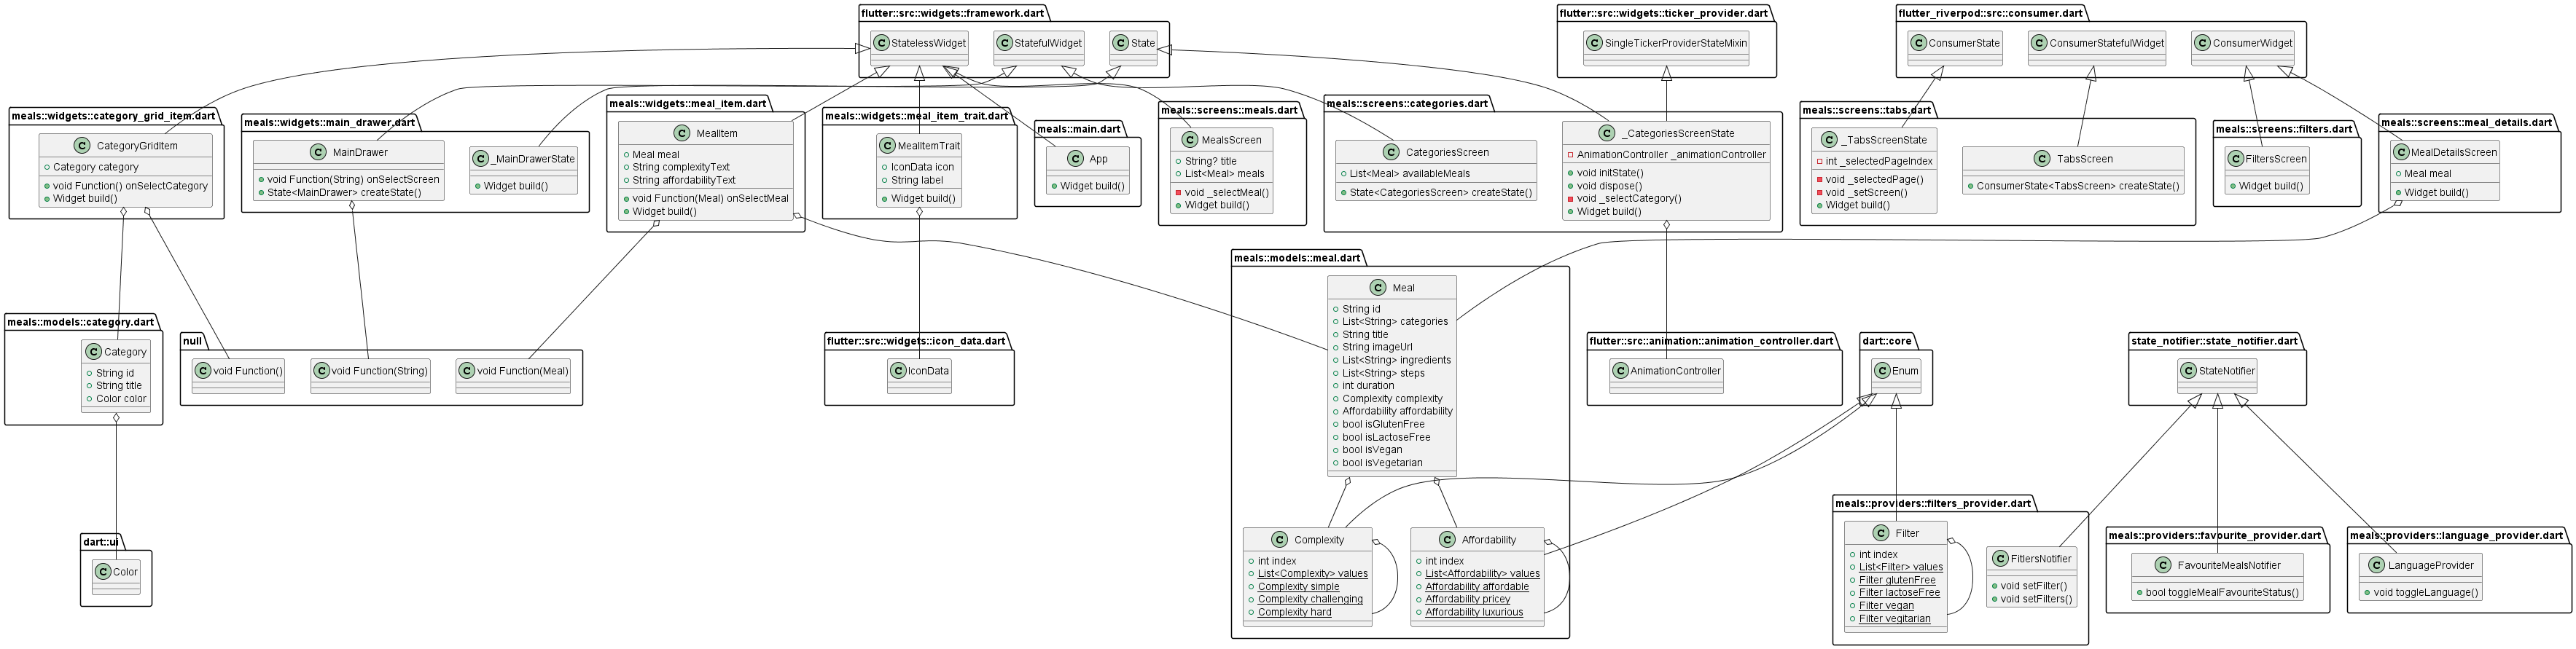 flutter::src::widgets::framework.dart
C StatelessWidget
C StatefulWidget
C State
flutter::src::widgets::ticker_provider.dart
C SingleTickerProviderStateMixin
flutter_riverpod::src::consumer.dart
C ConsumerState
C ConsumerStatefulWidget
C ConsumerWidget
meals::widgets::category_grid_item.dart
C CategoryGridItem
Category category
void Function() onSelectCategory
Widget build()
meals::widgets::main_drawer.dart
C MainDrawer
void Function(String) onSelectScreen
State<MainDrawer> createState()
C _MainDrawerState
Widget build()
meals::widgets::meal_item.dart
C MealItem
Meal meal
String complexityText
String affordabilityText
void Function(Meal) onSelectMeal
Widget build()
meals::widgets::meal_item_trait.dart
C MealItemTrait
IconData icon
String label
Widget build()
meals::main.dart
C App
Widget build()
meals::screens::meals.dart
C MealsScreen
String? title
List<Meal> meals
void _selectMeal()
Widget build()
meals::screens::categories.dart
C CategoriesScreen
List<Meal> availableMeals
State<CategoriesScreen> createState()
C _CategoriesScreenState
AnimationController _animationController
void initState()
void dispose()
void _selectCategory()
Widget build()
meals::screens::tabs.dart
C _TabsScreenState
int _selectedPageIndex
void _selectedPage()
void _setScreen()
Widget build()
C TabsScreen
ConsumerState<TabsScreen> createState()
meals::screens::filters.dart
C FiltersScreen
Widget build()
meals::screens::meal_details.dart
C MealDetailsScreen
Meal meal
Widget build()
meals::models::category.dart
C Category
String id
String title
Color color
null
C void Function()
C void Function(String)
C void Function(Meal)
flutter::src::widgets::icon_data.dart
C IconData
meals::models::meal.dart
C Meal
String id
List<String> categories
String title
String imageUrl
List<String> ingredients
List<String> steps
int duration
Complexity complexity
Affordability affordability
bool isGlutenFree
bool isLactoseFree
bool isVegan
bool isVegetarian
C Complexity
int index
List<Complexity> values
Complexity simple
Complexity challenging
Complexity hard
C Affordability
int index
List<Affordability> values
Affordability affordable
Affordability pricey
Affordability luxurious
flutter::src::animation::animation_controller.dart
C AnimationController
dart::core
C Enum
state_notifier::state_notifier.dart
C StateNotifier
dart::ui
C Color
meals::providers::filters_provider.dart
C Filter
int index
List<Filter> values
Filter glutenFree
Filter lactoseFree
Filter vegan
Filter vegitarian
C FitlersNotifier
void setFilter()
void setFilters()
meals::providers::favourite_provider.dart
C FavouriteMealsNotifier
bool toggleMealFavouriteStatus()
meals::providers::language_provider.dart
C LanguageProvider
void toggleLanguage()